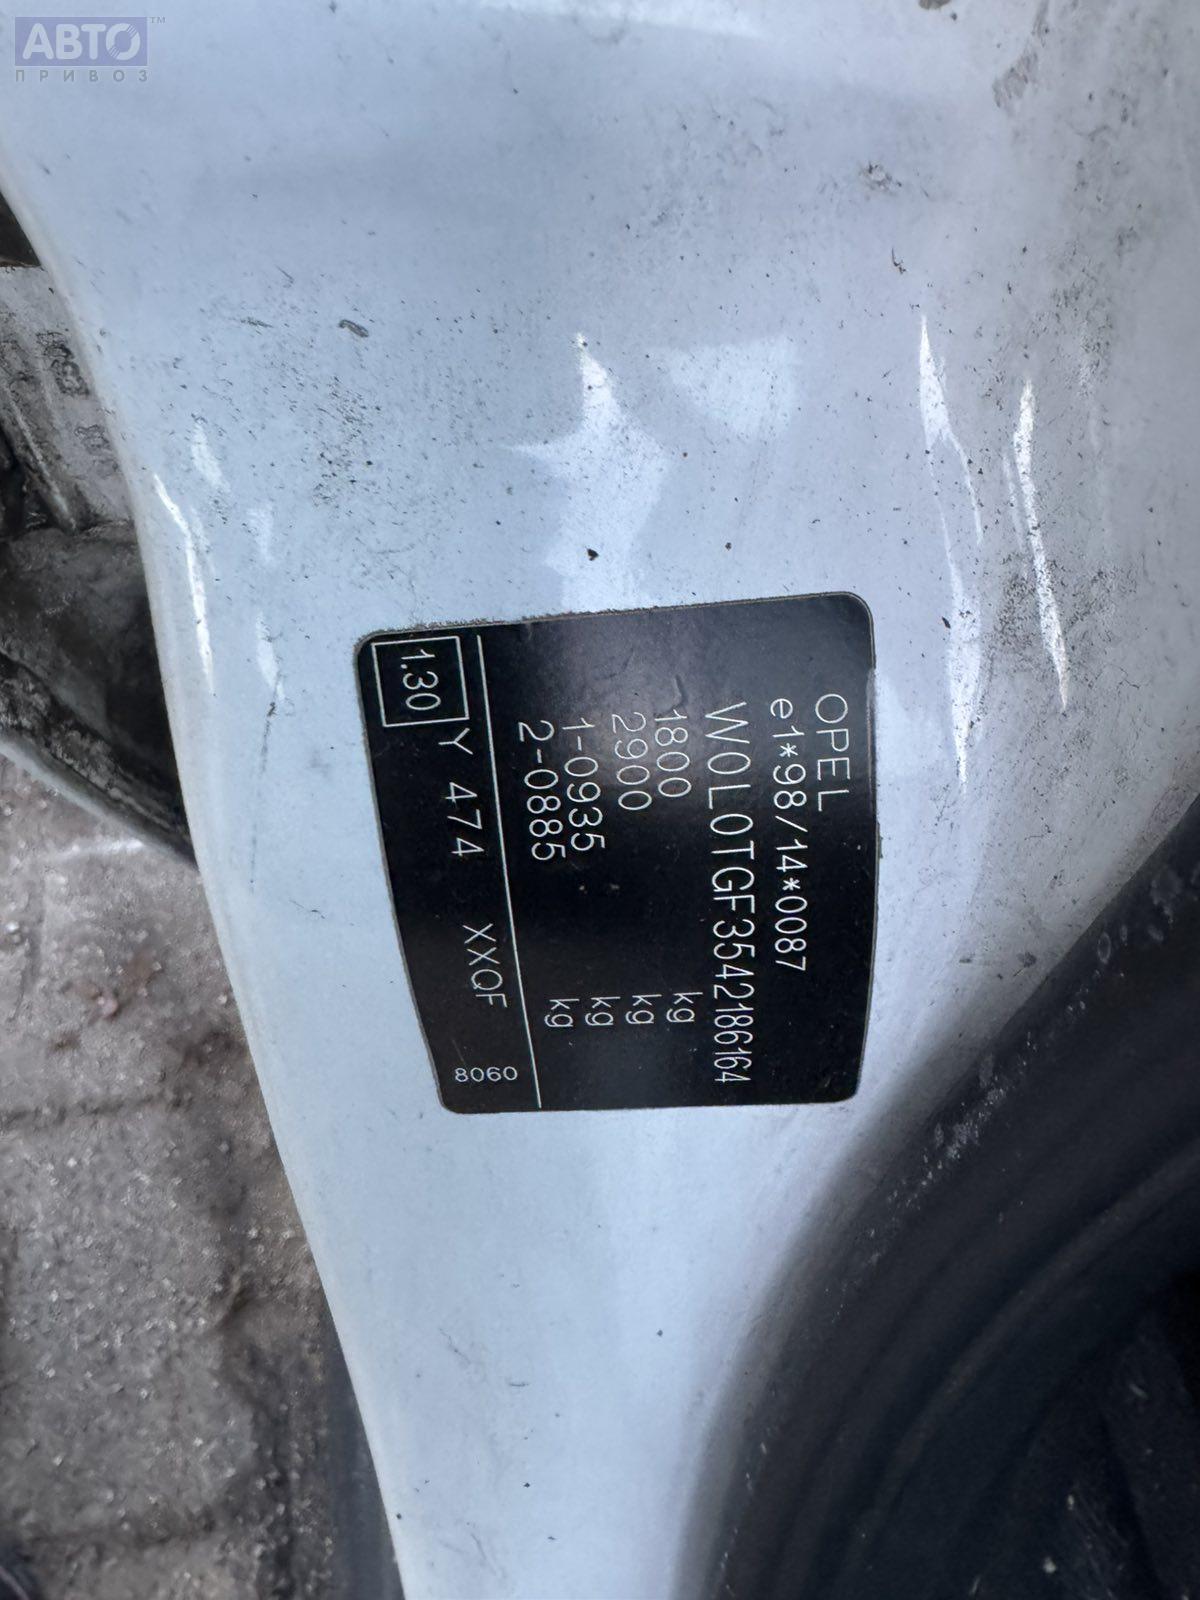 АВТО™
ПРИВОЗ
OPEL
e1*98/14*0087
W0L0TGF3542186164
1800 kg
2900 kg
1-0935 kg
2-0885 kg
1.30 Y 474 XXQF 8060